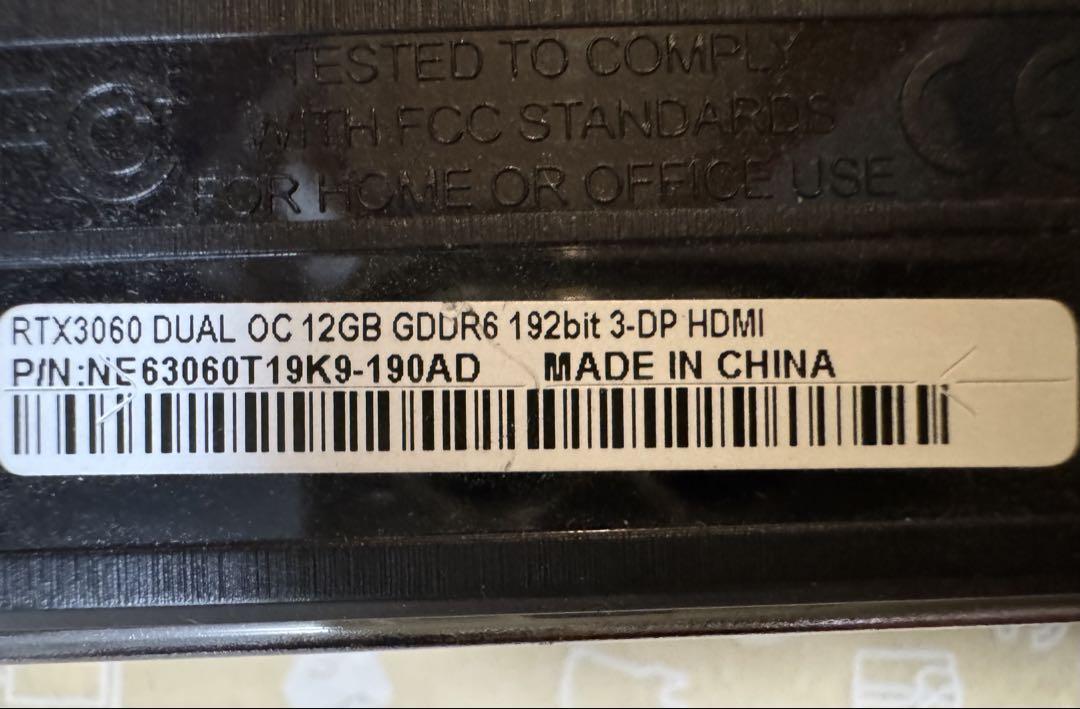 TESTED TO COMPLY
WITH FCC STANDARDS
FOR HOME OR OFFICE USE
RTX3060 DUAL OC 12GB GDDR6 192bit 3-DP HDMI
P/N:NE63060T19K9-190AD MADE IN CHINA